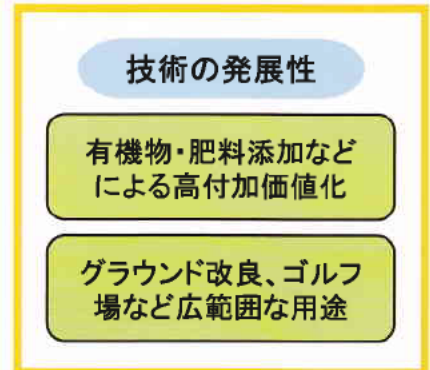 技術の発展性
有機物・肥料添加など
による高付加価値化
グラウンド改良、ゴルフ
場など広範囲な用途